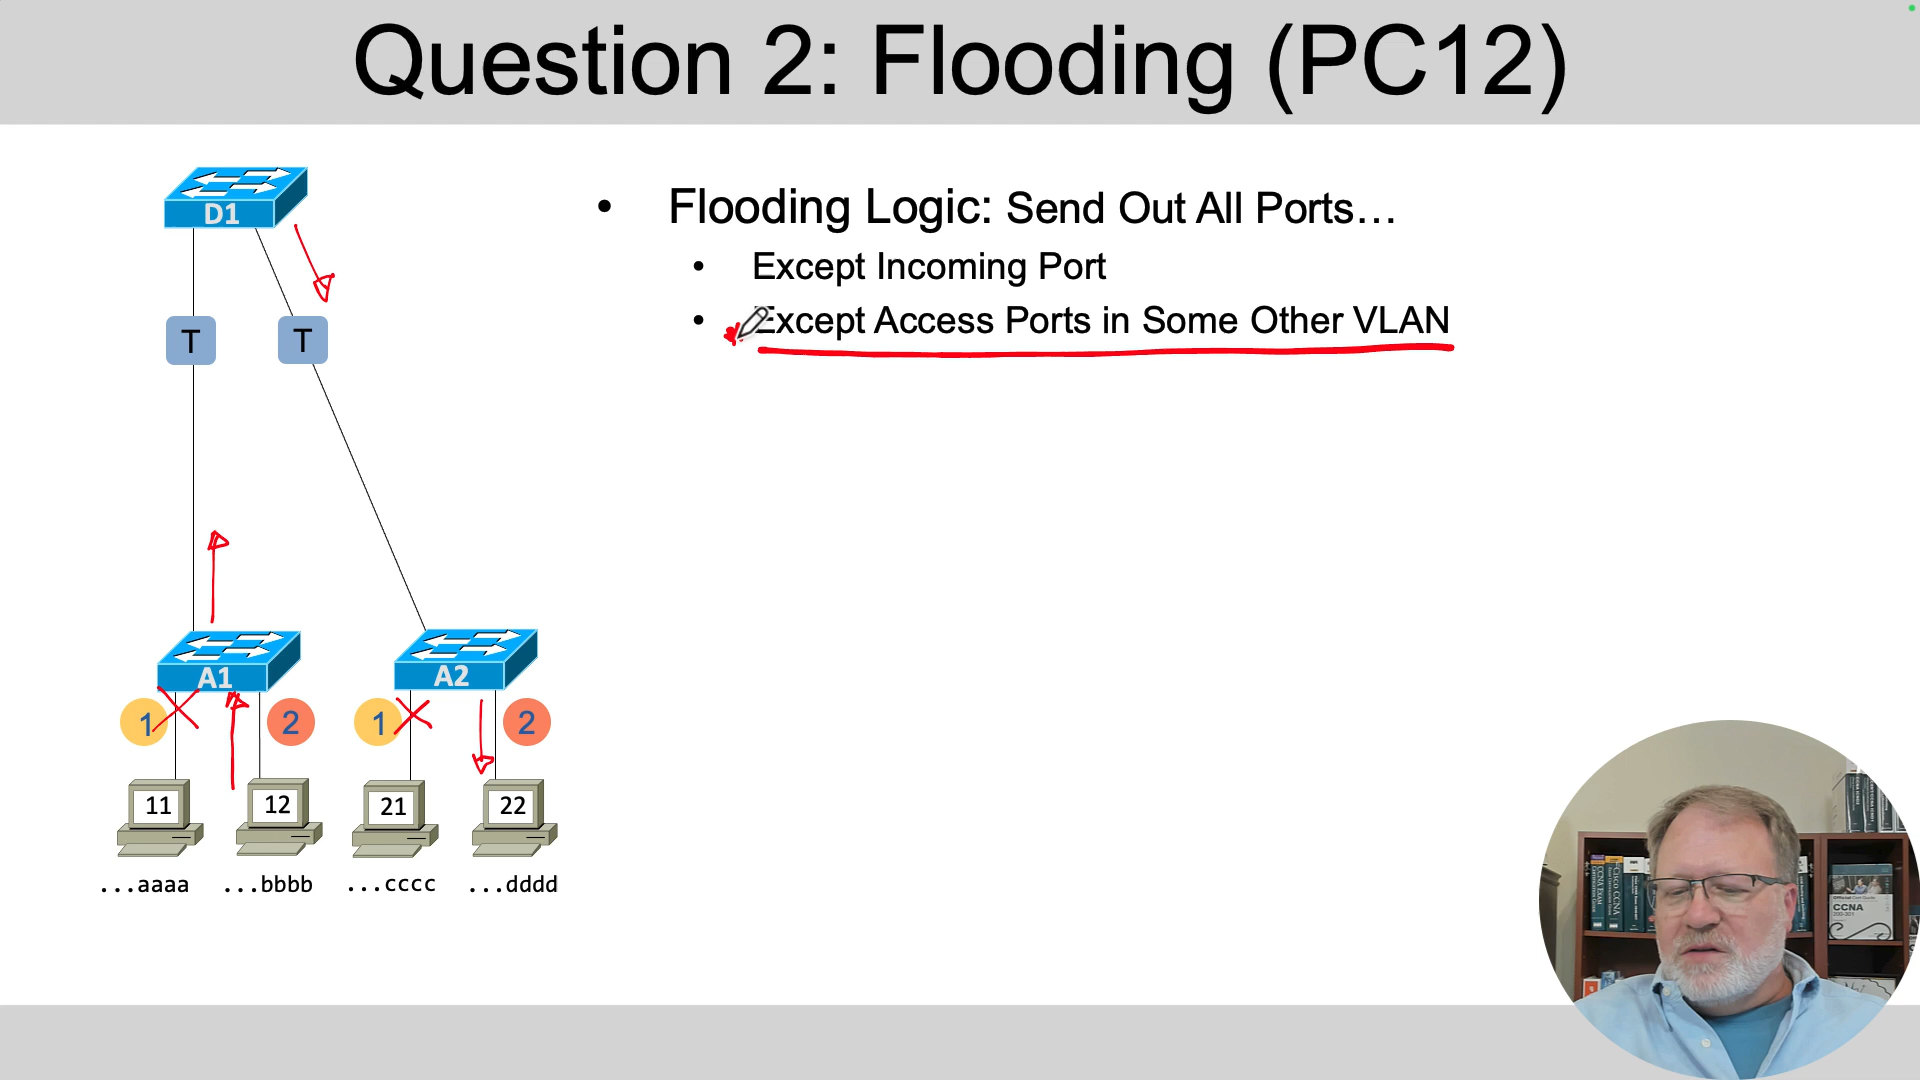 Question 2: Flooding (PC12)
• Flooding Logic: Send Out All Ports…
• Except Incoming Port
• Except Access Ports in Some Other VLAN
D1
T T
A1 A2
1 2 1 2
11 12 21 22
...aaaa ...bbbb ...cccc ...dddd
CCNA